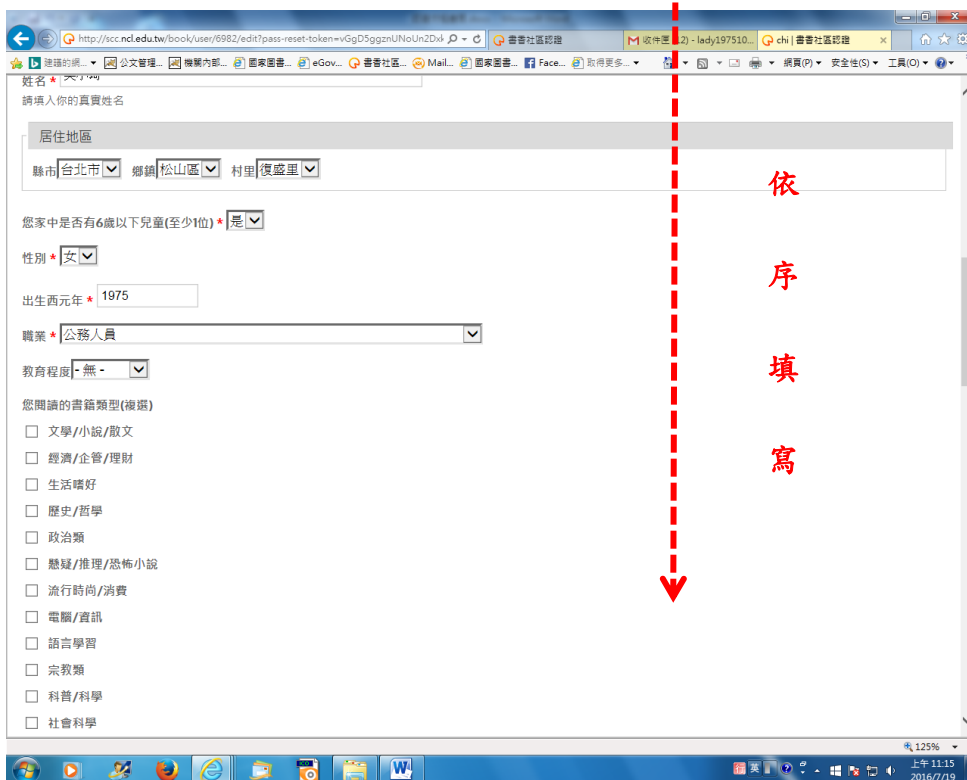 http://scc.ncl.edu.tw/book/user/6982/edit?pass-reset-token=vGgD5ggznUNoUn2Dxk
書香社區認證
收件匣 2) - lady197510...
chi | 書香社區認證
建議的網...
公文管理...
機關內部...
國家圖書...
eGov...
書香社區...
Mail...
國家圖書...
Face...
取得更多...
網頁(P)
安全性(S)
工具(O)
姓名 *
請填入你的真實姓名
居住地區
縣市 台北市 鄉鎮 松山區 村里 復盛里
您家中是否有6歲以下兒童(至少1位) * 是
性別 * 女
出生西元年 * 1975
職業 * 公務人員
教育程度 - 無 -
您閱讀的書籍類型(複選)
文學/小說/散文
經濟/企管/理財
生活嗜好
歷史/哲學
政治類
懸疑/推理/恐怖小說
流行時尚/消費
電腦/資訊
語言學習
宗教類
科普/科學
社會科學
依
序
填
寫
125%
英
上午 11:15
2016/7/19